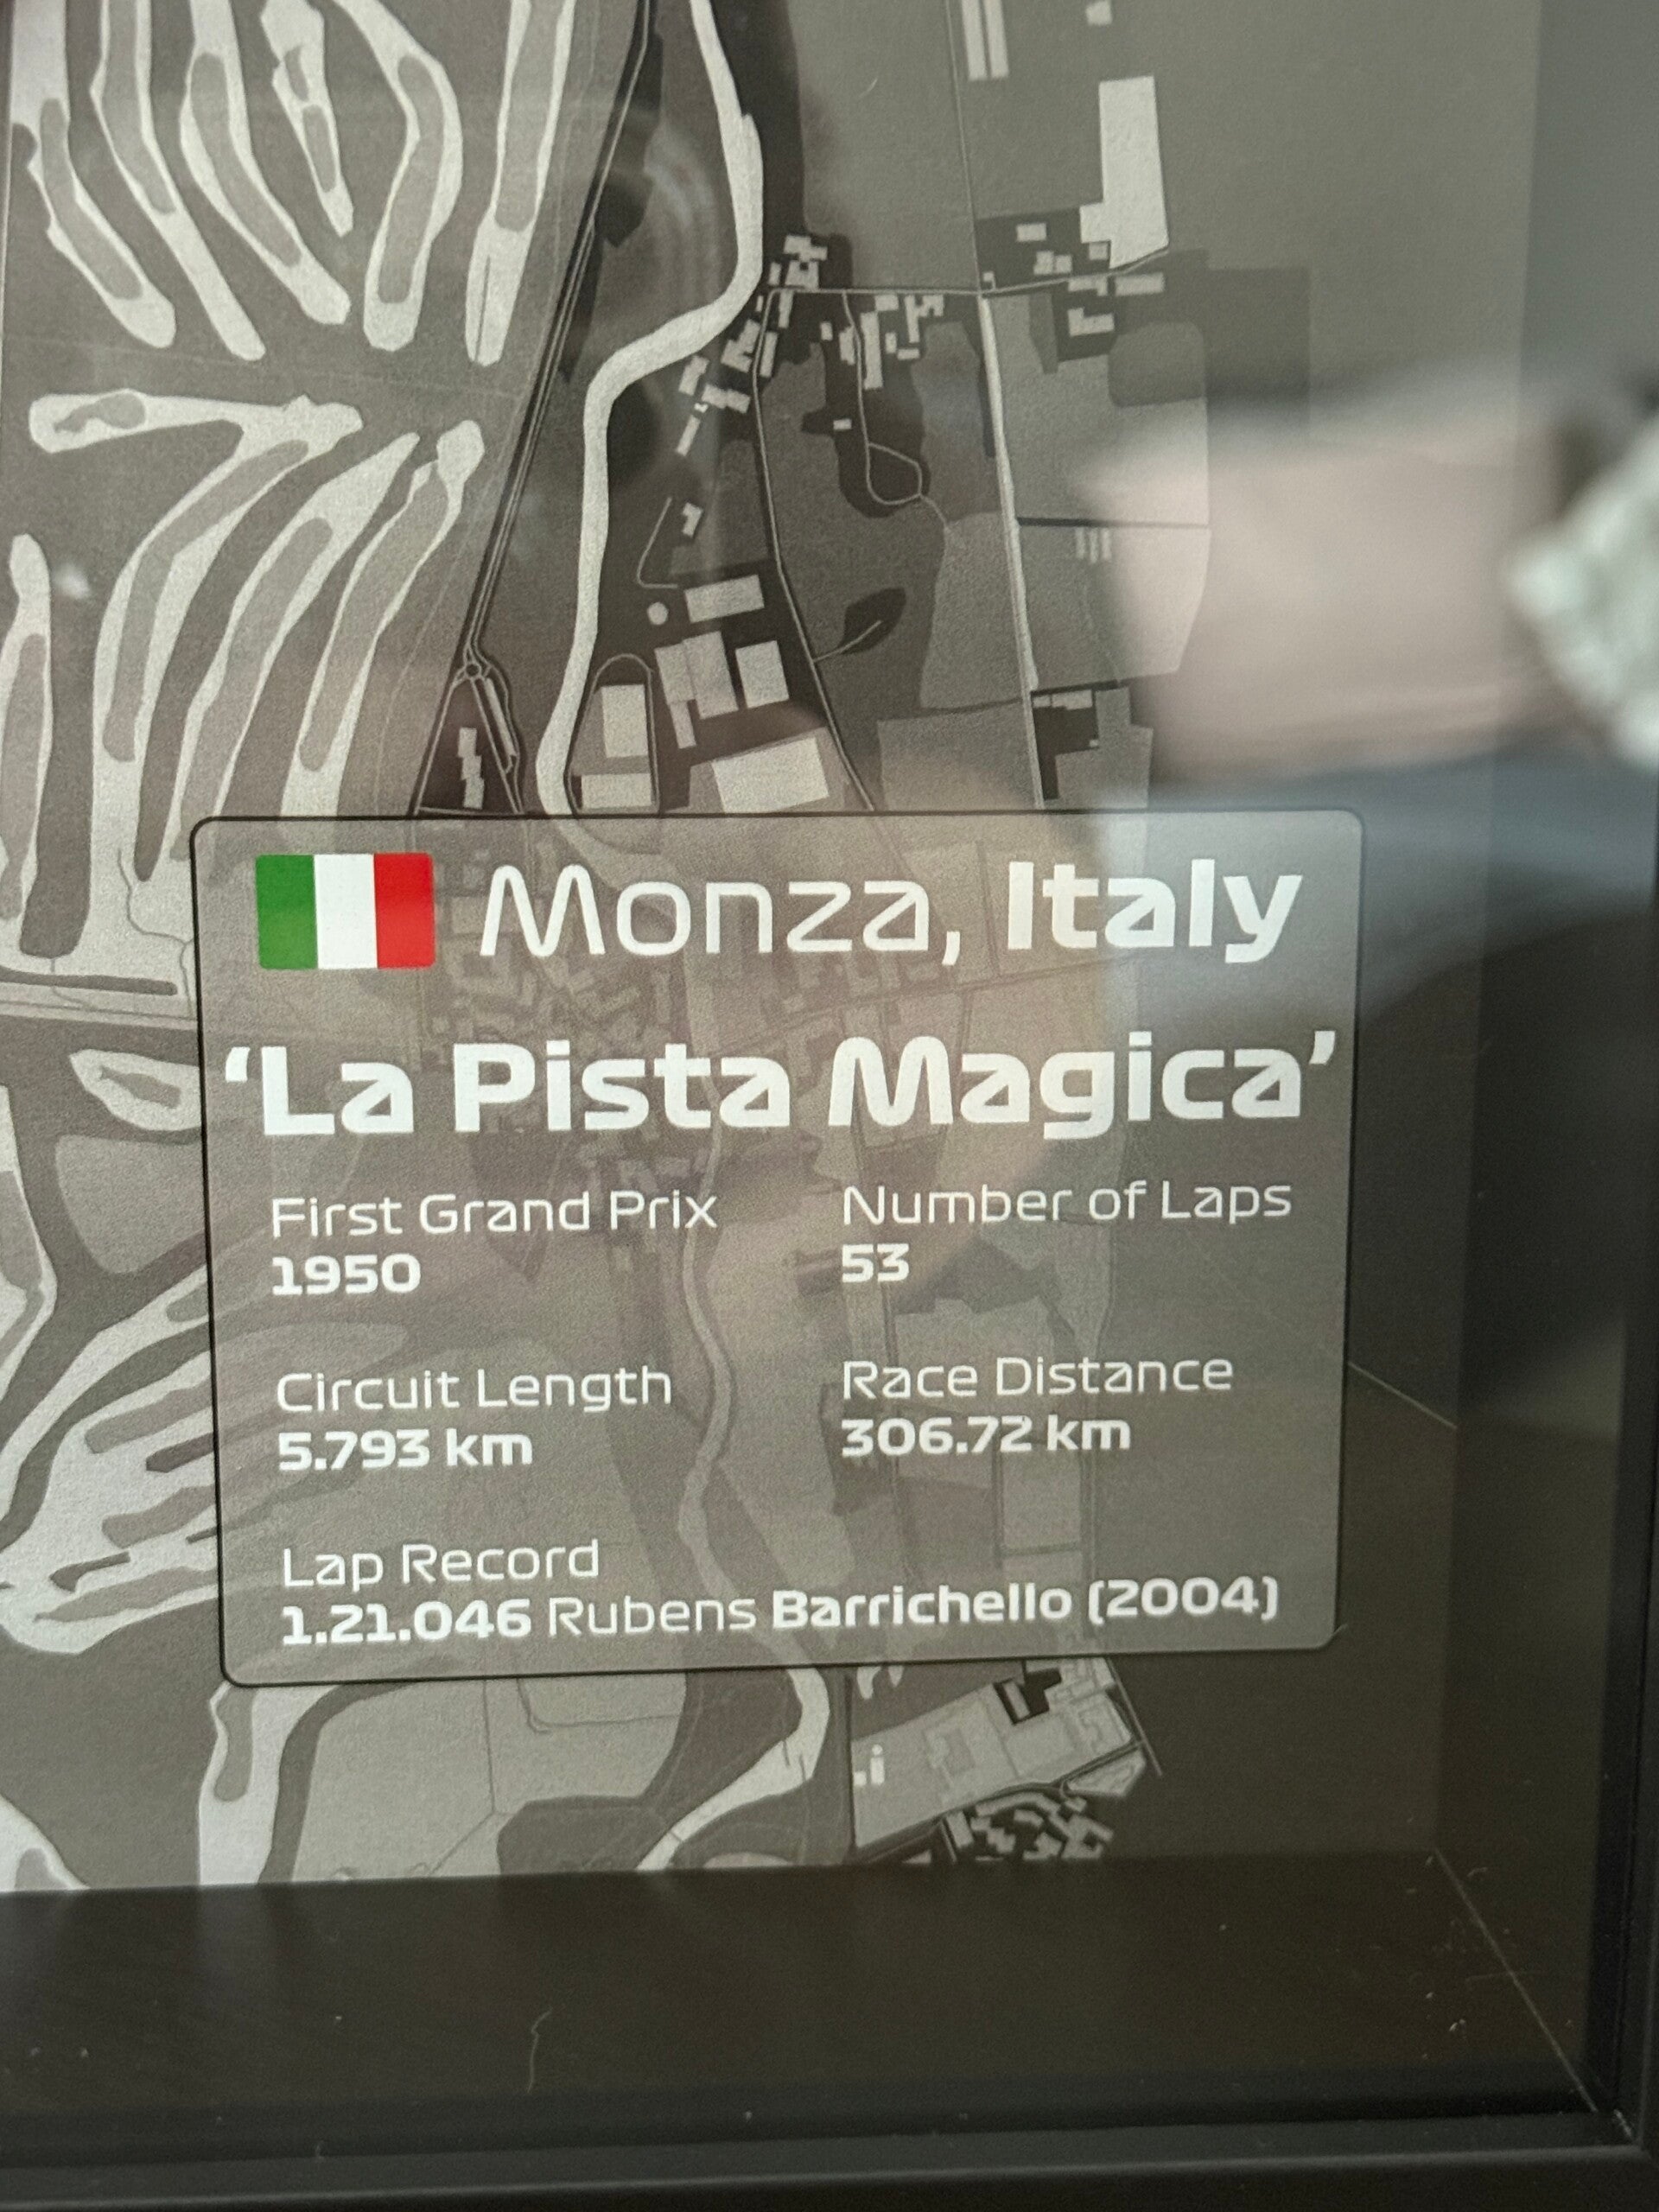 Monza, Italy
‘La Pista Magica’
First Grand Prix
1950
Number of Laps
53
Circuit Length
5.793 km
Race Distance
306.72 km
Lap Record
1.21.046 Rubens Barrichello (2004)